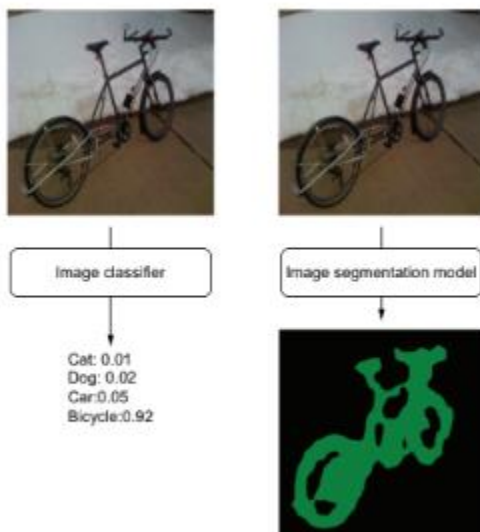 Image classifier
Image segmentation model
Cat: 0.01
Dog: 0.02
Car:0.05
Bicycle:0.92